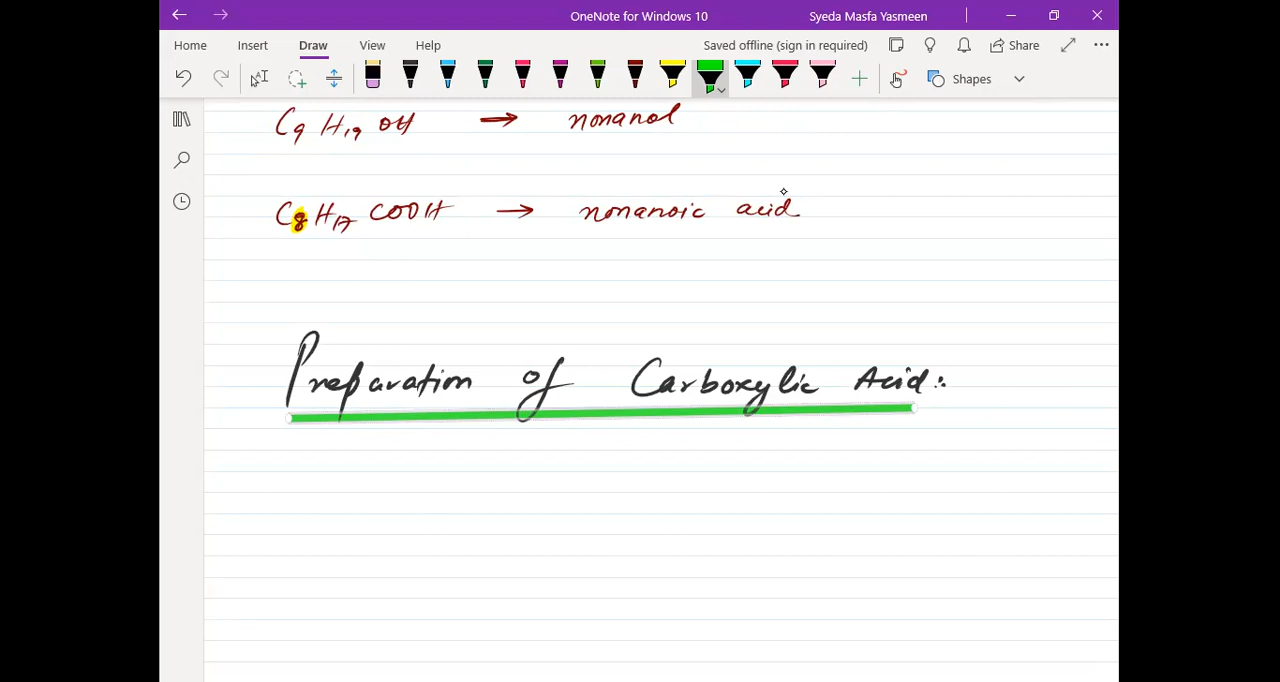 OneNote for Windows 10 Syeda Masfa Yasmeen
Home Insert Draw View Help Saved offline (sign in required) Share
Shapes
C9 H19 OH → nonanol
C8 H17 COOH → nonanoic acid
Preparation of Carboxylic Acid: